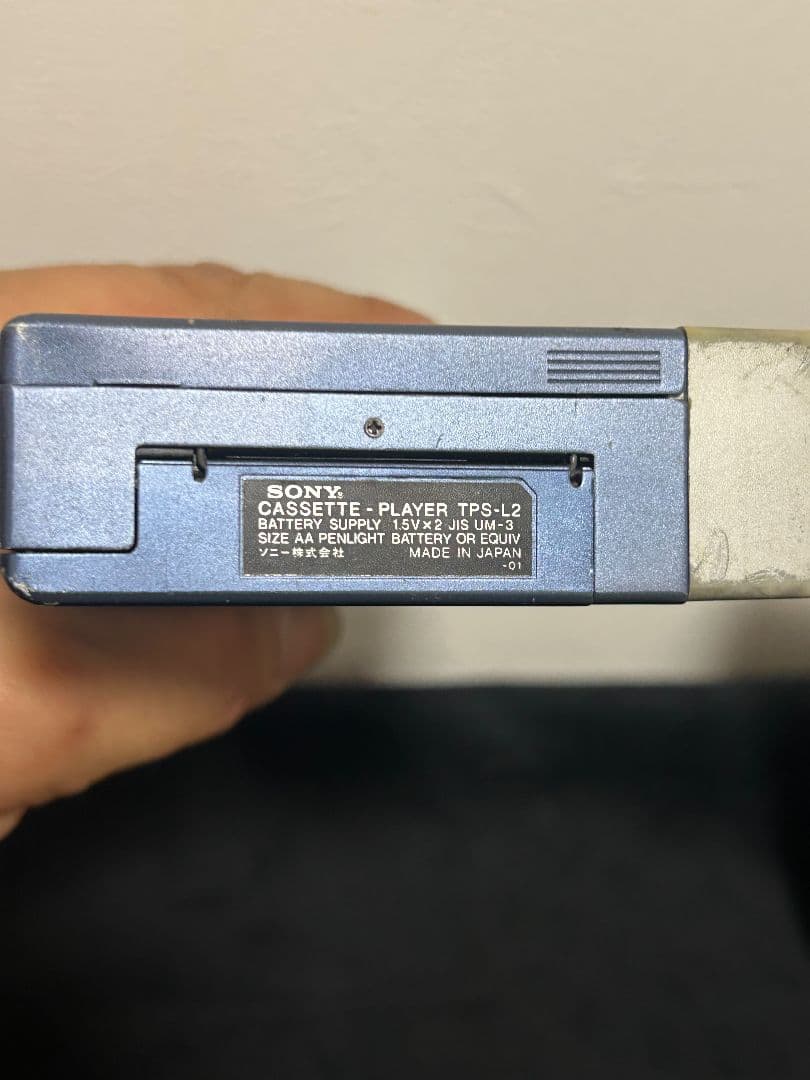 SONY®
CASSETTE-PLAYER TPS-L2
BATTERY SUPPLY 1.5V×2 JIS UM-3
SIZE AA PENLIGHT BATTERY OR EQUIV
ソニー株式会社 MADE IN JAPAN
-01